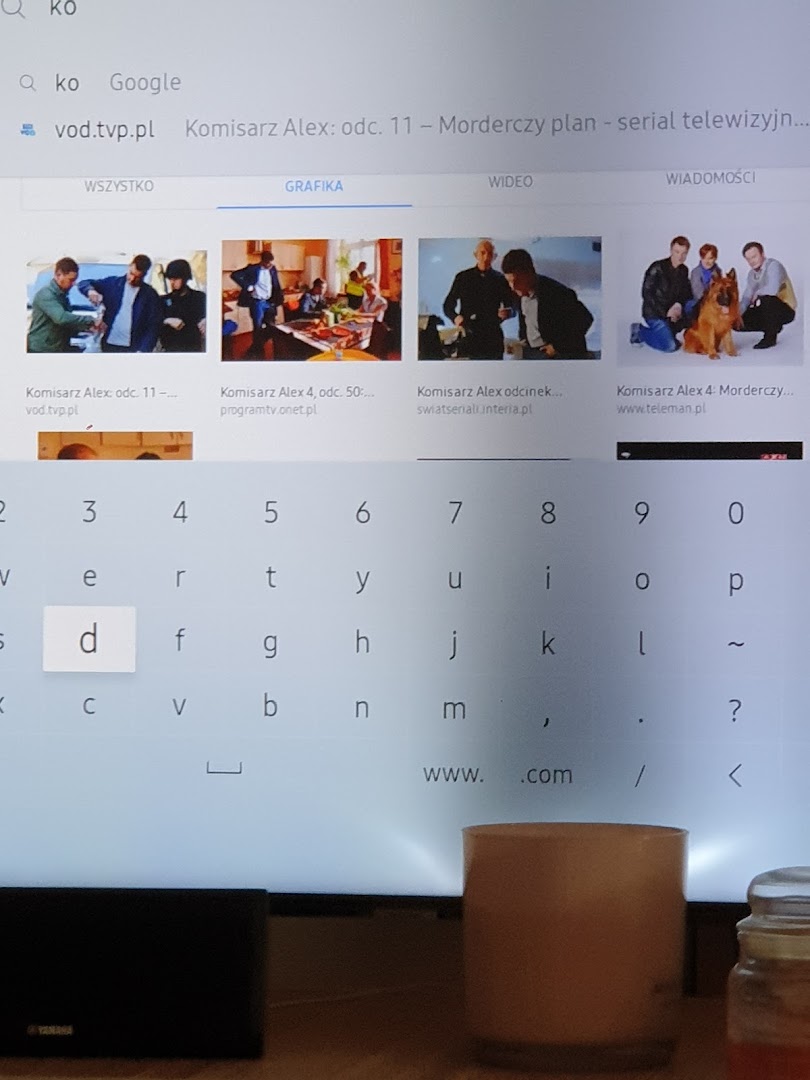 ko
ko Google
vod.tvp.pl Komisarz Alex: odc. 11 – Morderczy plan - serial telewizyjn...
WSZYSTKO GRAFIKA WIDEO WIADOMOŚCI
Komisarz Alex: odc. 11 –... Komisarz Alex 4, odc. 50:... Komisarz Alex odcinek... Komisarz Alex 4: Morderczy...
vod.tvp.pl programtv.onet.pl swiatseriali.interia.pl www.teleman.pl
2 3 4 5 6 7 8 9 0
w e r t y u i o p
s d f g h j k l ~
x c v b n m , . ?
www. .com / <
YAMAHA